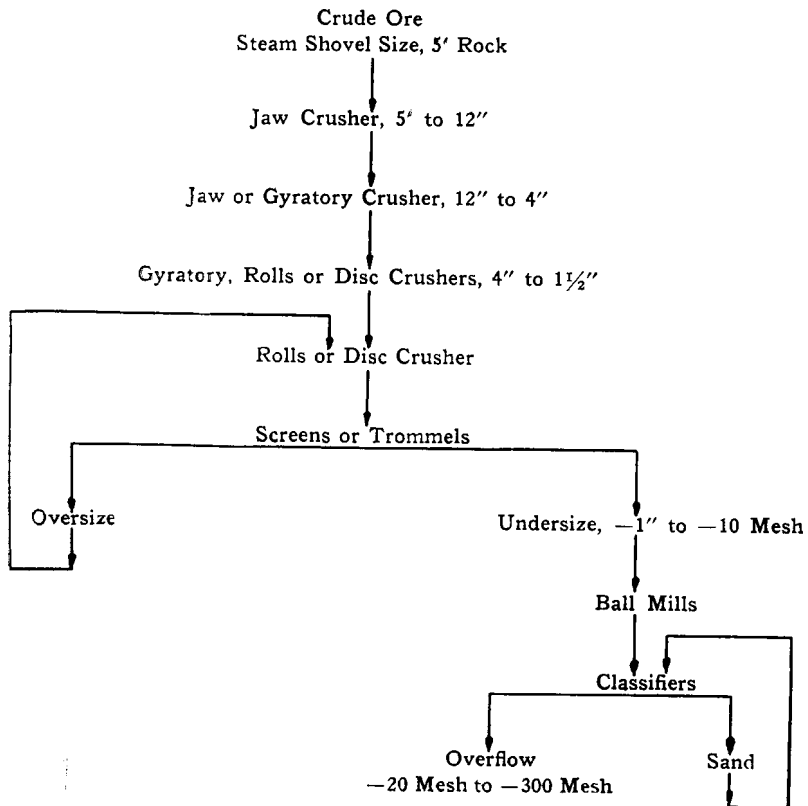 Crude Ore
Steam Shovel Size, 5′ Rock
Jaw Crusher, 5′ to 12″
Jaw or Gyratory Crusher, 12″ to 4″
Gyratory, Rolls or Disc Crushers, 4″ to 1½″
Rolls or Disc Crusher
Screens or Trommels
Oversize
Undersize, —1″ to —10 Mesh
Ball Mills
Classifiers
Overflow
—20 Mesh to —300 Mesh
Sand